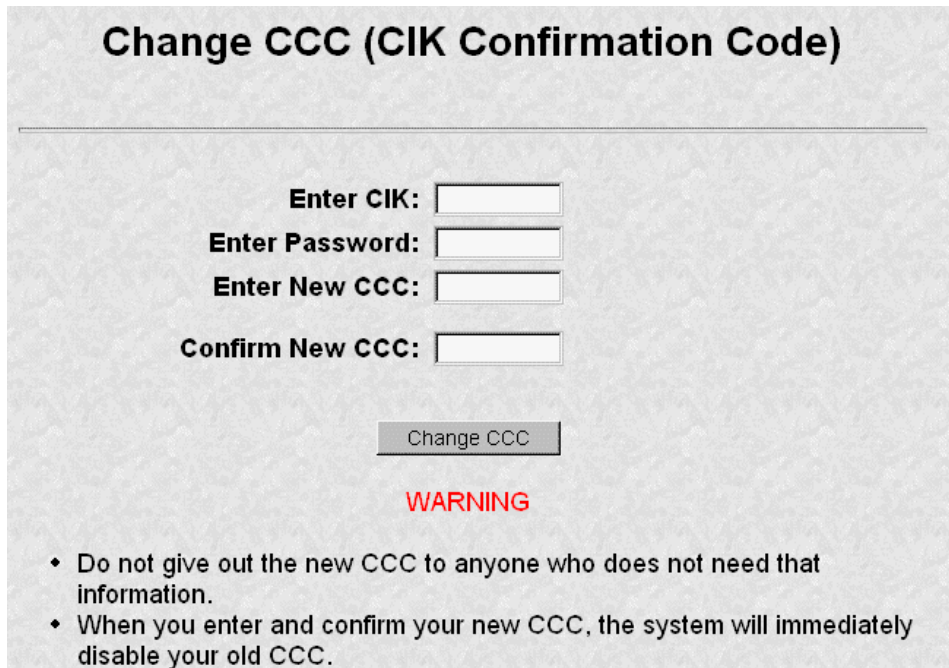 Change CCC (CIK Confirmation Code)
Enter CIK:
Enter Password:
Enter New CCC:
Confirm New CCC:
Change CCC
WARNING
• Do not give out the new CCC to anyone who does not need that
information.
• When you enter and confirm your new CCC, the system will immediately
disable your old CCC.